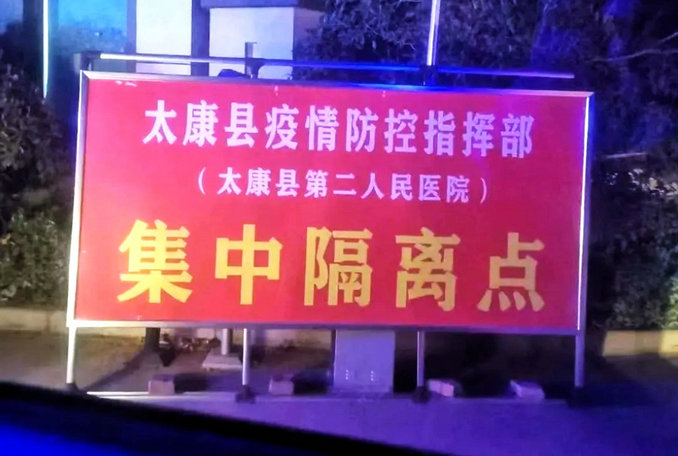 太康县疫情防控指挥部
（太康县第二人民医院）
集中隔离点